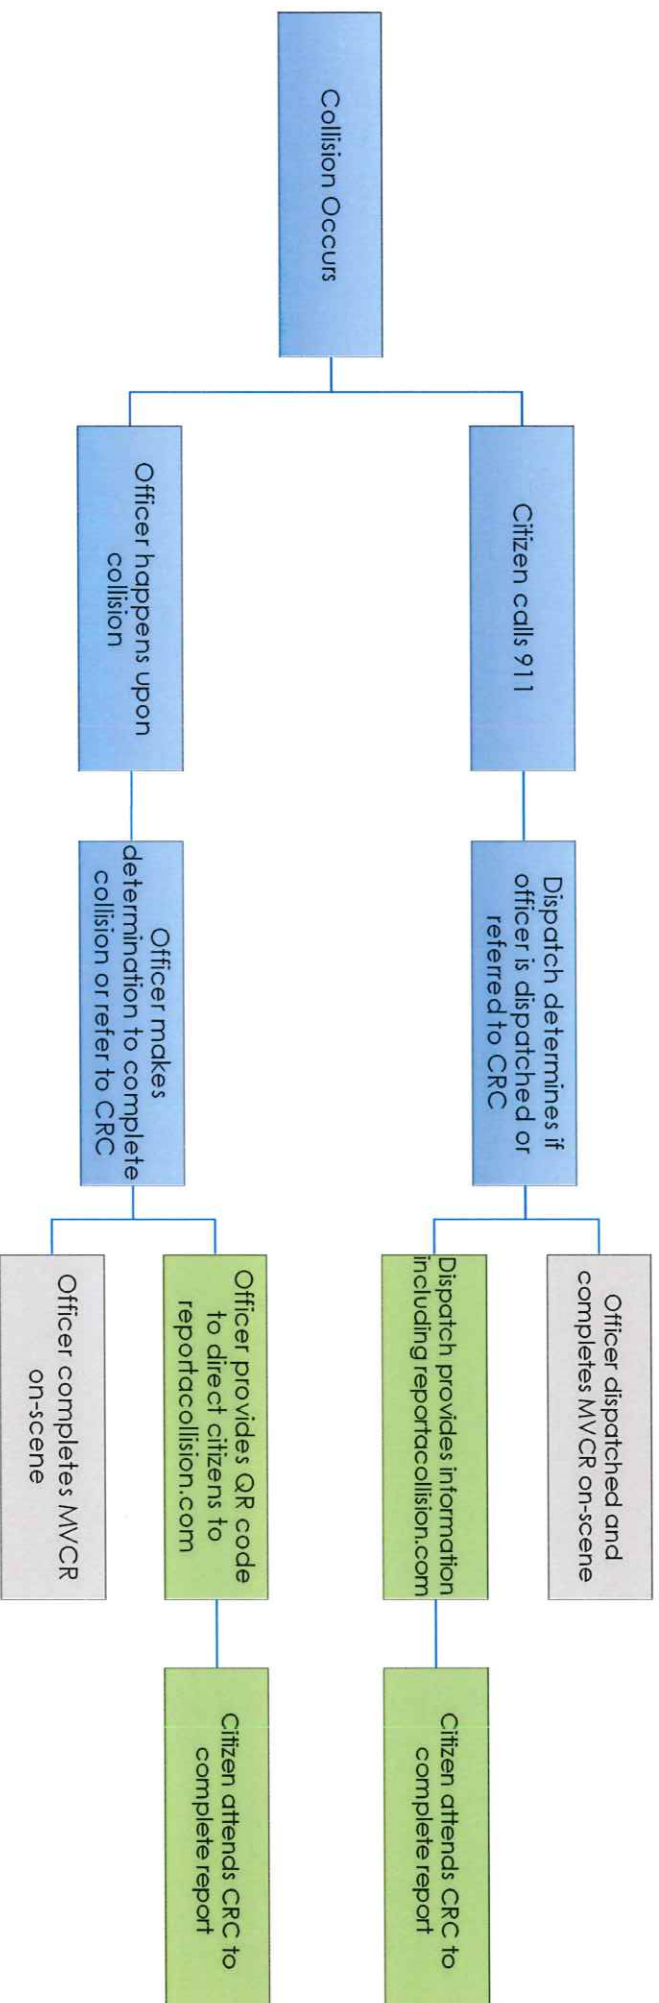 Collision Occurs
Citizen calls 911
Dispatch determines if
officer is dispatched or
referred to CRC
Officer dispatched and
completes MVCR on-scene
Dispatch provides information
including reportacollision.com
Citizen attends CRC to
complete report
Officer happens upon
collision
Officer makes
determination to complete
collision or refer to CRC
Officer provides QR code
to direct citizens to
reportacollision.com
Citizen attends CRC to
complete report
Officer completes MVCR
on-scene